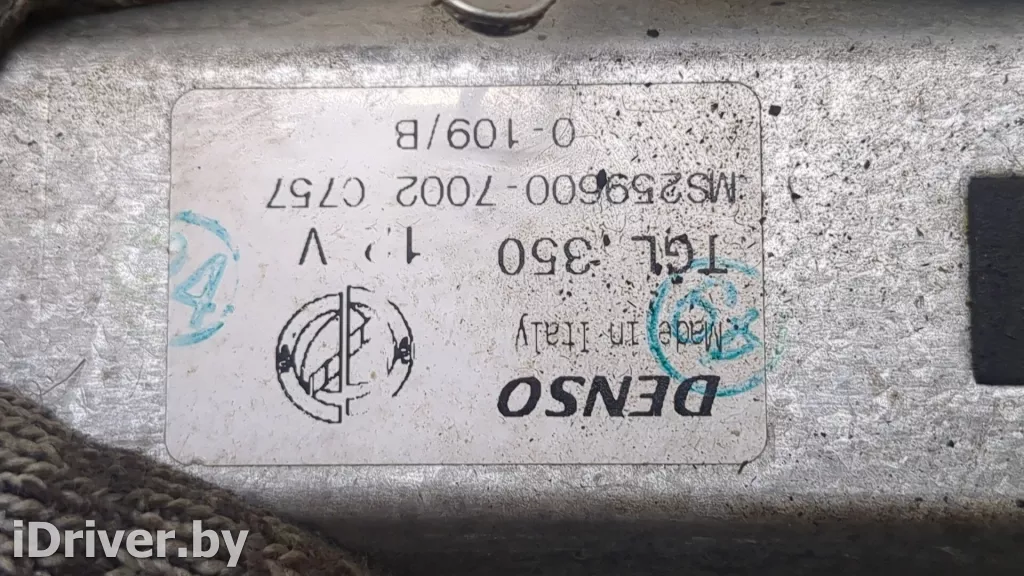 DENSO
Made in Italy
TGL 350 12 V
MS259600-7002 C757
0-109/B
iDriver.by